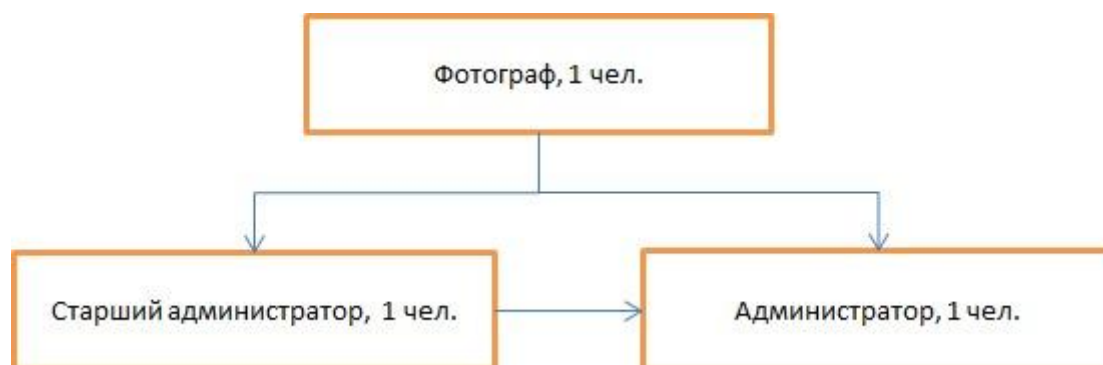 Фотограф, 1 чел.
Старший администратор, 1 чел.
Администратор, 1 чел.